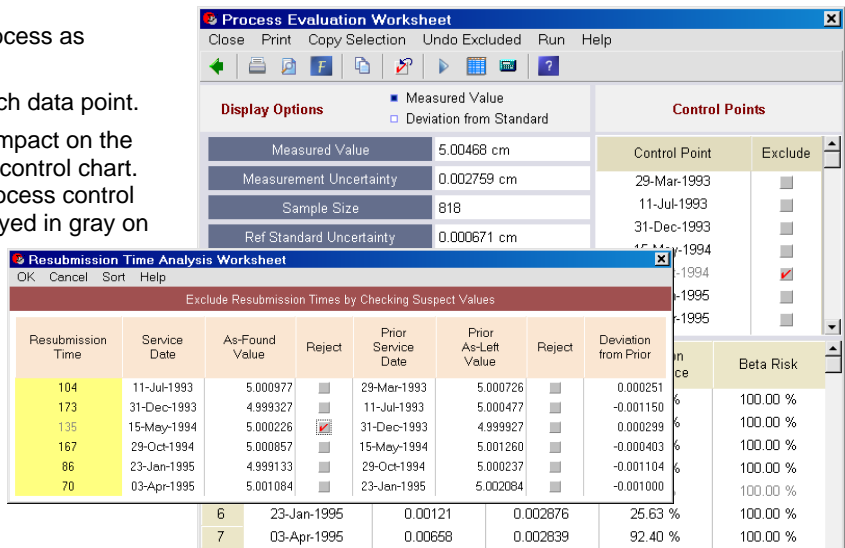 ocess as
ch data point.
mpact on the
control chart.
ocess control
yed in gray on
Process Evaluation Worksheet
Close Print Copy Selection Undo Excluded Run Help
Display Options
Measured Value
Deviation from Standard
Control Points
Measured Value 5.00468 cm
Measurement Uncertainty 0.002759 cm
Sample Size 818
Ref Standard Uncertainty 0.000671 cm
Control Point Exclude
29-Mar-1993
11-Jul-1993
31-Dec-1993
-1994
-1994
-1995
-1995
Resubmission Time Analysis Worksheet
OK Cancel Sort Help
Exclude Resubmission Times by Checking Suspect Values
Resubmission Time Service Date As-Found Value Reject Prior Service Date Prior As-Left Value Reject Deviation from Prior
104 11-Jul-1993 5.000977 29-Mar-1993 5.000726 0.000251
173 31-Dec-1993 4.999327 11-Jul-1993 5.000477 -0.001150
135 15-May-1994 5.000226 31-Dec-1993 4.999927 0.000299
167 29-Oct-1994 5.000857 15-May-1994 5.001260 -0.000403
86 23-Jan-1995 4.999133 29-Oct-1994 5.000237 -0.001104
70 03-Apr-1995 5.001084 23-Jan-1995 5.002084 -0.001000
Beta Risk
% 100.00 %
% 100.00 %
% 100.00 %
% 100.00 %
% 100.00 %
6 23-Jan-1995 0.00121 0.002876 25.63 % 100.00 %
7 03-Apr-1995 0.00658 0.002839 92.40 % 100.00 %